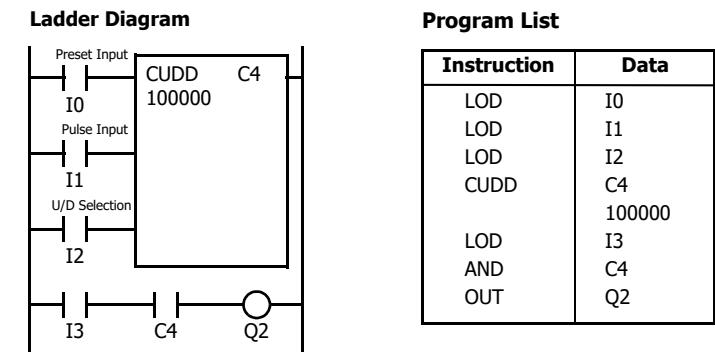 Ladder Diagram
Preset Input
CUDD C4
100000
I0
Pulse Input
I1
U/D Selection
I2
I3 C4 Q2
Program List
Instruction Data
LOD I0
LOD I1
LOD I2
CUDD C4
100000
LOD I3
AND C4
OUT Q2